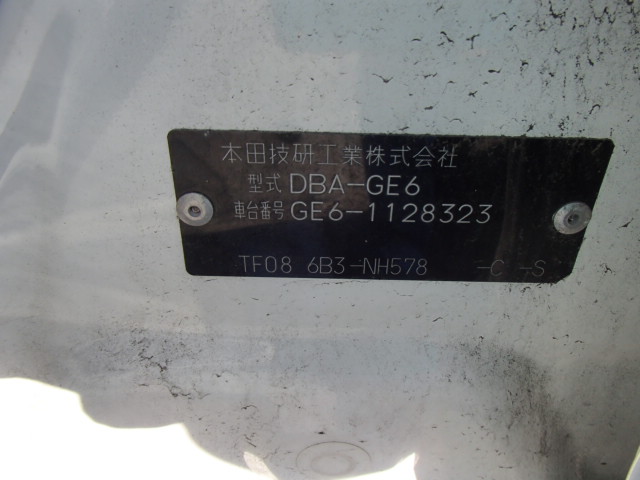 本田技研工業株式会社
型式 DBA-GE6
車台番号 GE6-1128323
TF08 6B3-NH578 -C -S